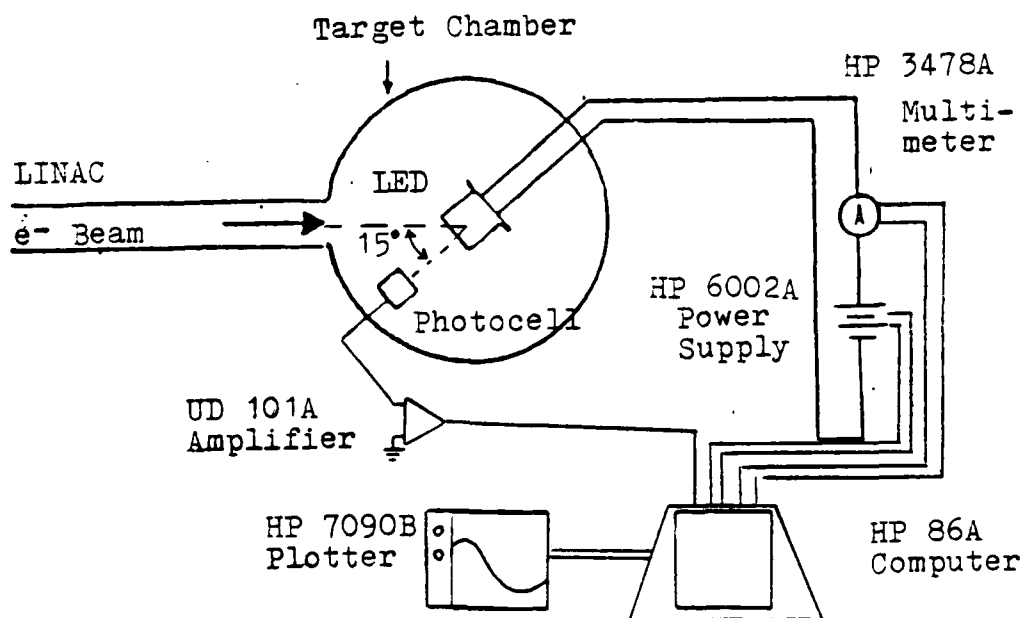 Target Chamber
HP 3478A
Multi-
meter
LINAC
LED
e- Beam
15°
A
Photocell
HP 6002A
Power
Supply
UD 101A
Amplifier
HP 7090B
Plotter
HP 86A
Computer